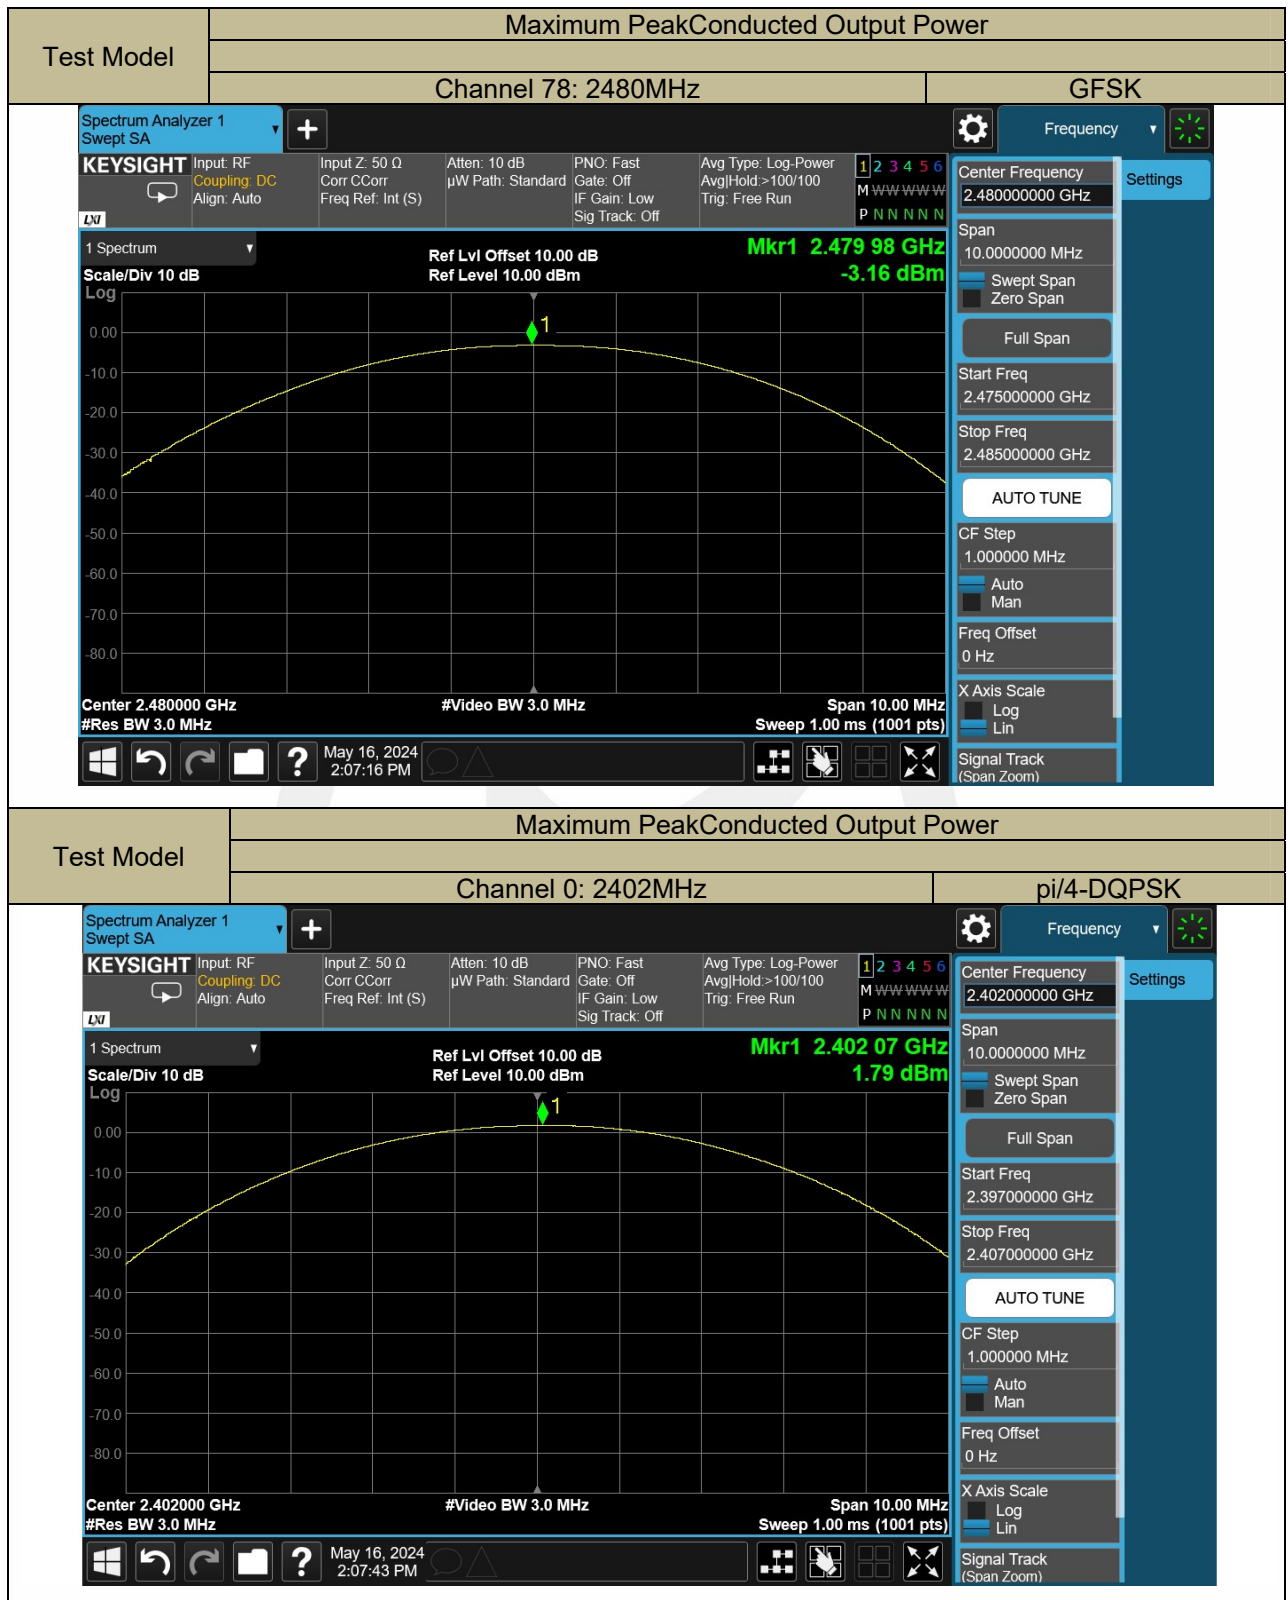 Test Model
Maximum PeakConducted Output Power
Channel 78: 2480MHz
GFSK
Spectrum Analyzer 1
Swept SA
Frequency
KEYSIGHT
LXI
Input: RF
Coupling: DC
Align: Auto
Input Z: 50 Ω
Corr CCorr
Freq Ref: Int (S)
Atten: 10 dB
µW Path: Standard
PNO: Fast
Gate: Off
IF Gain: Low
Sig Track: Off
Avg Type: Log-Power
Avg|Hold:>100/100
Trig: Free Run
1 2 3 4 5 6
M W W W W W
P N N N N N
1 Spectrum
Scale/Div 10 dB
Log
Ref Lvl Offset 10.00 dB
Ref Level 10.00 dBm
Mkr1 2.479 98 GHz
-3.16 dBm
1
0.00
-10.0
-20.0
-30.0
-40.0
-50.0
-60.0
-70.0
-80.0
Center 2.480000 GHz
#Res BW 3.0 MHz
#Video BW 3.0 MHz
Span 10.00 MHz
Sweep 1.00 ms (1001 pts)
Center Frequency
2.480000000 GHz
Settings
Span
10.0000000 MHz
Swept Span
Zero Span
Full Span
Start Freq
2.475000000 GHz
Stop Freq
2.485000000 GHz
AUTO TUNE
CF Step
1.000000 MHz
Auto
Man
Freq Offset
0 Hz
X Axis Scale
Log
Lin
Signal Track
(Span Zoom)
?
May 16, 2024
2:07:16 PM
Test Model
Maximum PeakConducted Output Power
Channel 0: 2402MHz
pi/4-DQPSK
Spectrum Analyzer 1
Swept SA
Frequency
KEYSIGHT
LXI
Input: RF
Coupling: DC
Align: Auto
Input Z: 50 Ω
Corr CCorr
Freq Ref: Int (S)
Atten: 10 dB
µW Path: Standard
PNO: Fast
Gate: Off
IF Gain: Low
Sig Track: Off
Avg Type: Log-Power
Avg|Hold:>100/100
Trig: Free Run
1 2 3 4 5 6
M W W W W W
P N N N N N
1 Spectrum
Scale/Div 10 dB
Log
Ref Lvl Offset 10.00 dB
Ref Level 10.00 dBm
Mkr1 2.402 07 GHz
1.79 dBm
1
0.00
-10.0
-20.0
-30.0
-40.0
-50.0
-60.0
-70.0
-80.0
Center 2.402000 GHz
#Res BW 3.0 MHz
#Video BW 3.0 MHz
Span 10.00 MHz
Sweep 1.00 ms (1001 pts)
Center Frequency
2.402000000 GHz
Settings
Span
10.0000000 MHz
Swept Span
Zero Span
Full Span
Start Freq
2.397000000 GHz
Stop Freq
2.407000000 GHz
AUTO TUNE
CF Step
1.000000 MHz
Auto
Man
Freq Offset
0 Hz
X Axis Scale
Log
Lin
Signal Track
(Span Zoom)
?
May 16, 2024
2:07:43 PM